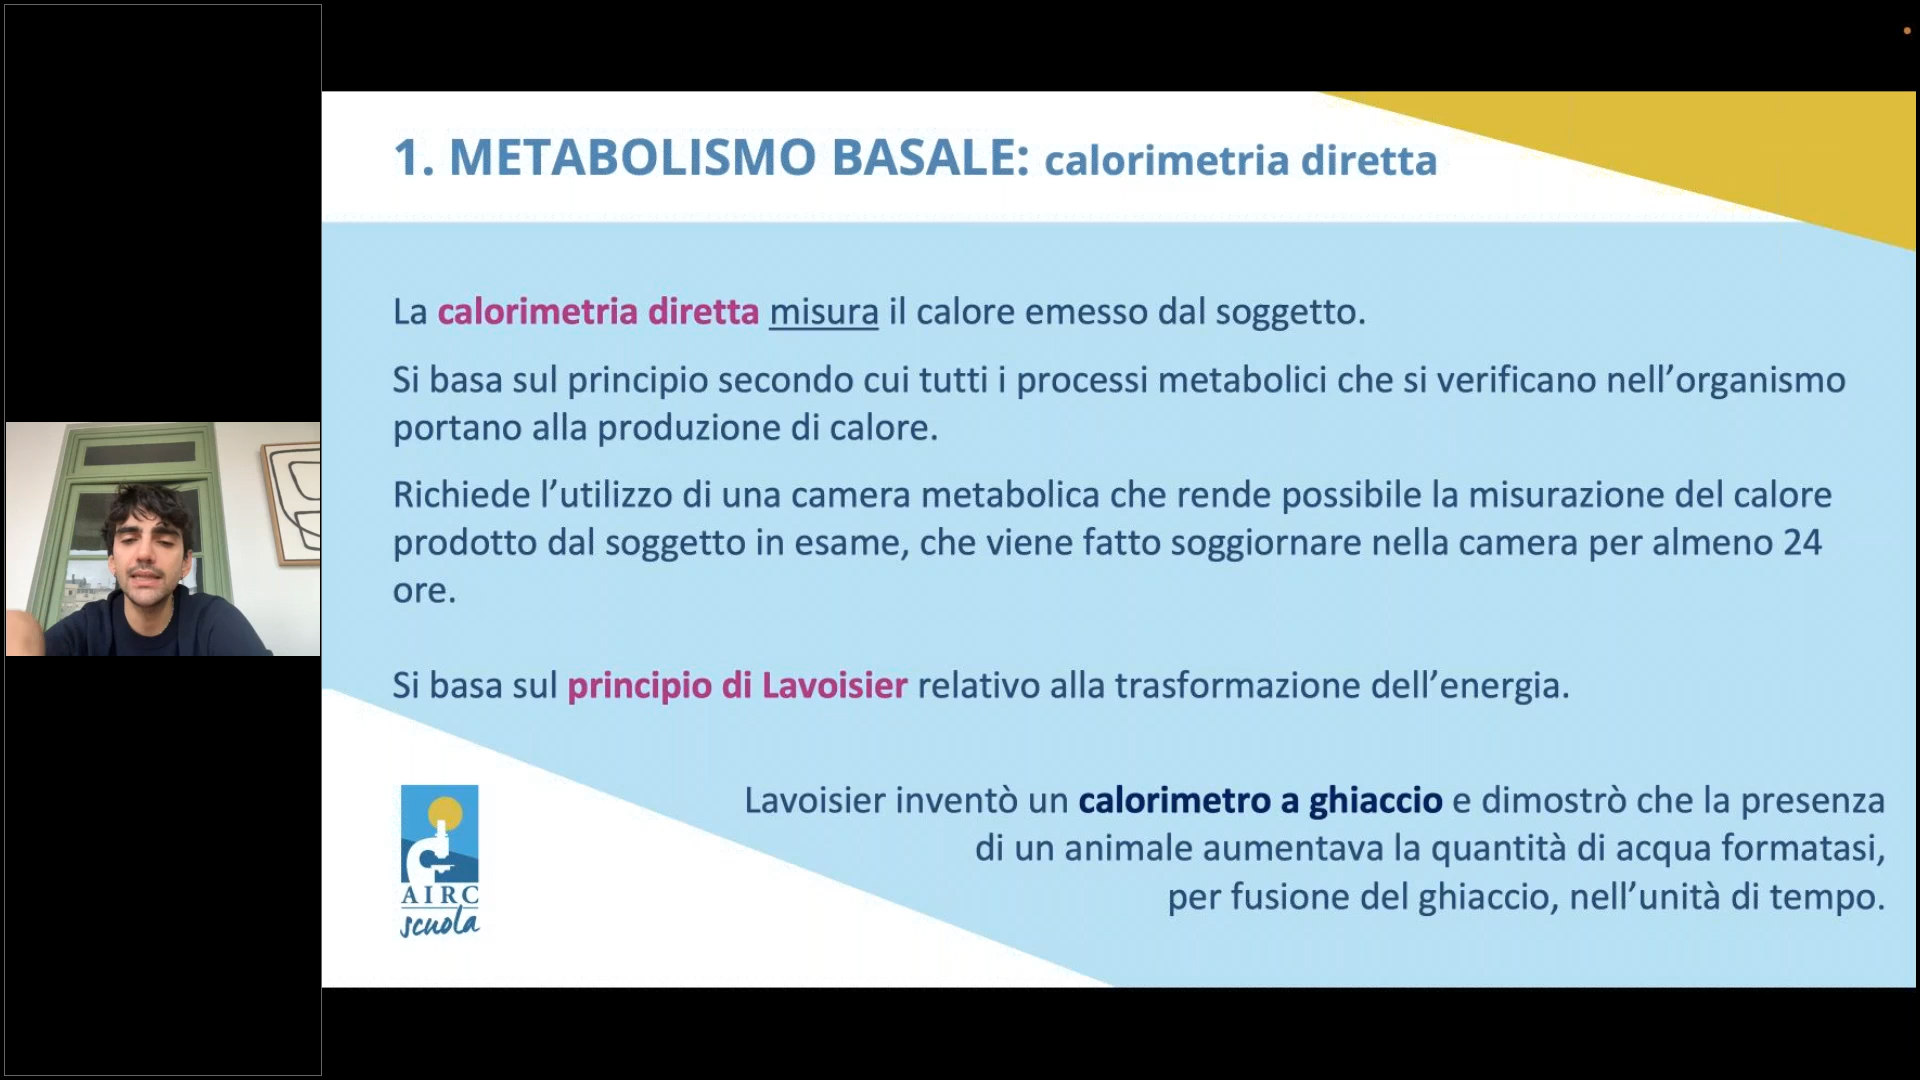 1. METABOLISMO BASALE: calorimetria diretta
La calorimetria diretta misura il calore emesso dal soggetto.
Si basa sul principio secondo cui tutti i processi metabolici che si verificano nell’organismo
portano alla produzione di calore.
Richiede l’utilizzo di una camera metabolica che rende possibile la misurazione del calore
prodotto dal soggetto in esame, che viene fatto soggiornare nella camera per almeno 24
ore.
Si basa sul principio di Lavoisier relativo alla trasformazione dell’energia.
Lavoisier inventò un calorimetro a ghiaccio e dimostrò che la presenza
di un animale aumentava la quantità di acqua formatasi,
per fusione del ghiaccio, nell’unità di tempo.
AIRC
scuola